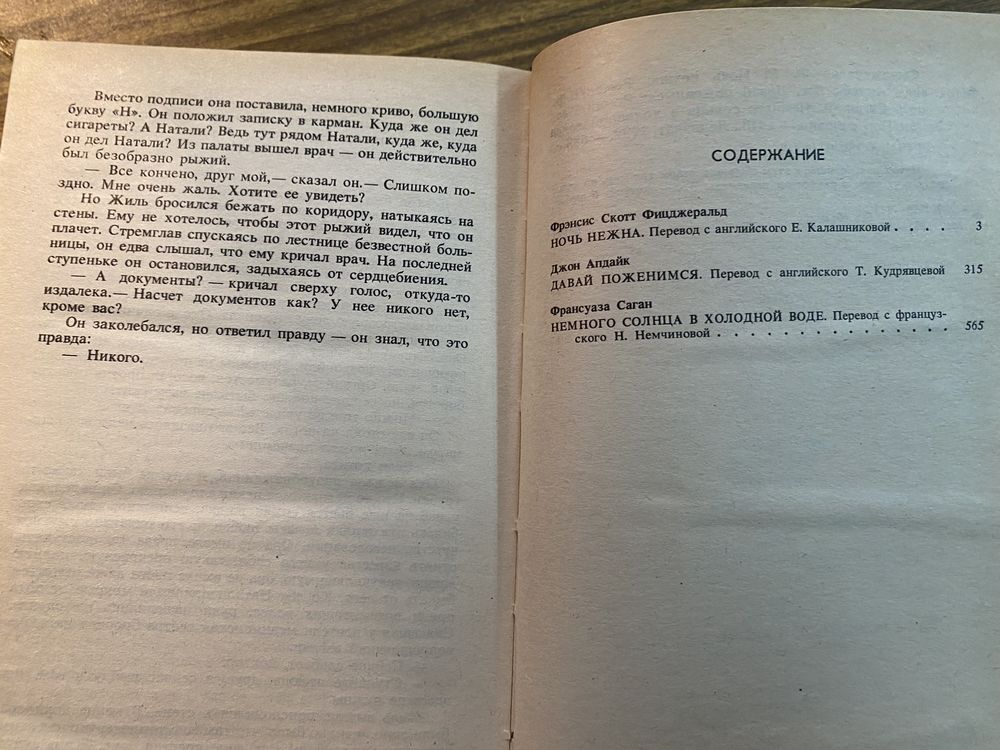 Вместо подписи она поставила, немного криво, большую
букву «Н». Он положил записку в карман. Куда же он дел
сигареты? А Натали? Ведь тут рядом Натали, куда же, куда
он дел Натали? Из палаты вышел врач — он действительно
был безобразно рыжий.
— Все кончено, друг мой,— сказал он.— Слишком по-
здно. Мне очень жаль. Хотите ее увидеть?
Но Жиль бросился бежать по коридору, натыкаясь на
стены. Ему не хотелось, чтобы этот рыжий видел, что он
плачет. Стремглав спускаясь по лестнице безвестной боль-
ницы, он едва слышал, что ему кричал врач. На последней
ступеньке он остановился, задыхаясь от сердцебиения.
— А документы? — кричал сверху голос, откуда-то
издалека.— Насчет документов как? У нее никого нет,
кроме вас?
Он заколебался, но ответил правду — он знал, что это
правда:
— Никого.
СОДЕРЖАНИЕ
Фрэнсис Скотт Фицджеральд
НОЧЬ НЕЖНА. Перевод с английского Е. Калашниковой . . . . 3
Джон Апдайк
ДАВАЙ ПОЖЕНИМСЯ. Перевод с английского Т. Кудрявцевой 315
Франсуаза Саган
НЕМНОГО СОЛНЦА В ХОЛОДНОЙ ВОДЕ. Перевод с француз-
ского Н. Немчиновой . . . . . . . . . . . . . . . . 565